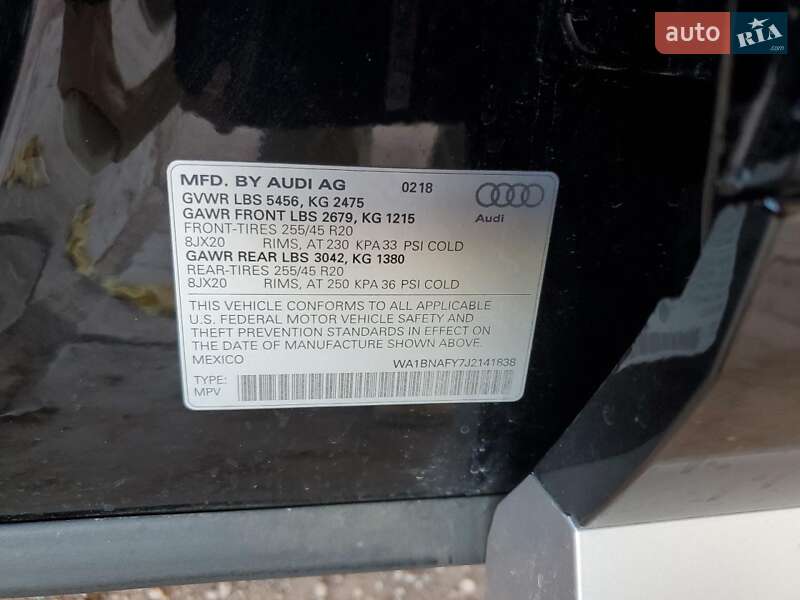 auto RIA .com
MFD. BY AUDI AG 0218
GVWR LBS 5456, KG 2475
GAWR FRONT LBS 2679, KG 1215
Audi
FRONT-TIRES 255/45 R20
8JX20 RIMS, AT 230 KPA 33 PSI COLD
GAWR REAR LBS 3042, KG 1380
REAR-TIRES 255/45 R20
8JX20 RIMS, AT 250 KPA 36 PSI COLD
THIS VEHICLE CONFORMS TO ALL APPLICABLE
U.S. FEDERAL MOTOR VEHICLE SAFETY AND
THEFT PREVENTION STANDARDS IN EFFECT ON
THE DATE OF MANUFACTURE SHOWN ABOVE.
MEXICO WA1BNAFY7J2141838
TYPE:
MPV